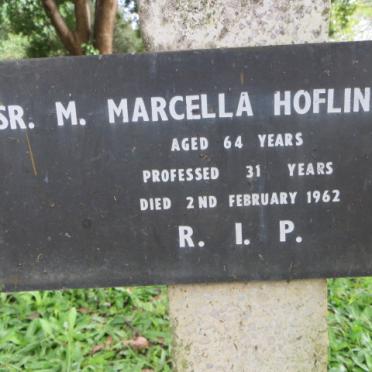 SR. M. MARCELLA HOFLIN
AGED 64 YEARS
PROFESSED 31 YEARS
DIED 2ND FEBRUARY 1962
R. I. P.